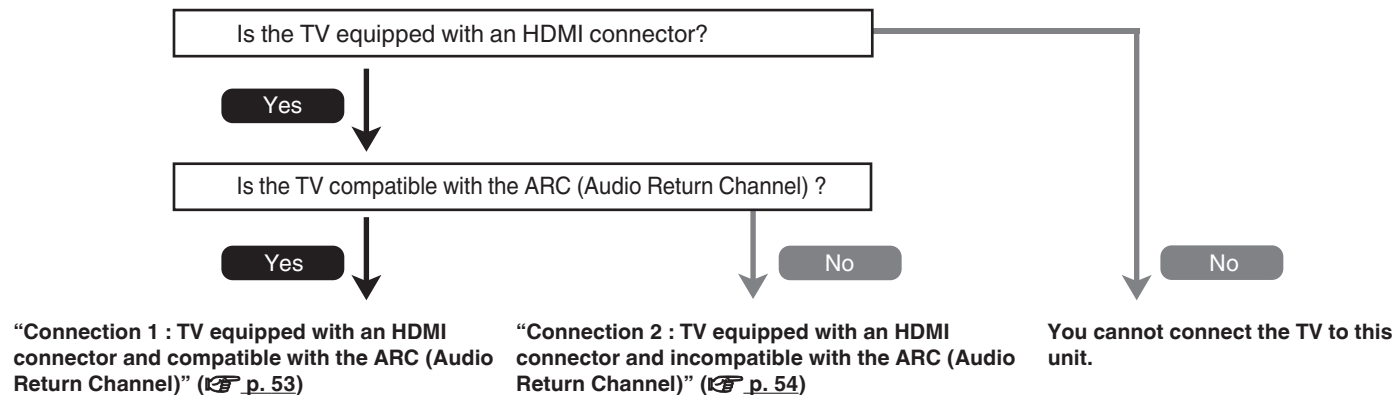 Is the TV equipped with an HDMI connector?
Yes
Is the TV compatible with the ARC (Audio Return Channel) ?
Yes
No
No
“Connection 1 : TV equipped with an HDMI
connector and compatible with the ARC (Audio
Return Channel)” (☞ p. 53)
“Connection 2 : TV equipped with an HDMI
connector and incompatible with the ARC (Audio
Return Channel)” (☞ p. 54)
You cannot connect the TV to this
unit.